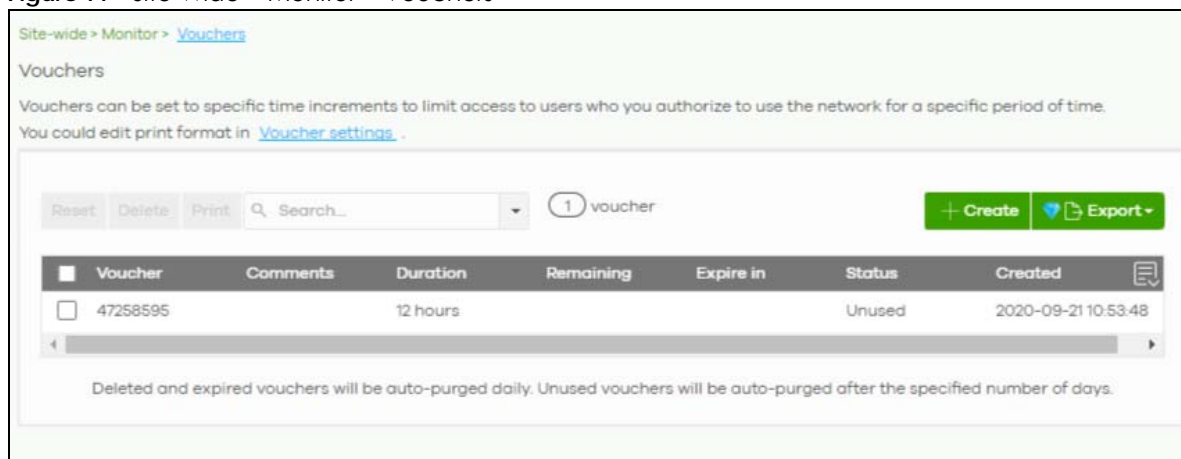 Site-wide > Monitor > Vouchers
Vouchers
Vouchers can be set to specific time increments to limit access to users who you authorize to use the network for a specific period of time.
You could edit print format in Voucher settings .
Reset Delete Print Search... 1 voucher + Create Export
Voucher Comments Duration Remaining Expire in Status Created
47258595 12 hours Unused 2020-09-21 10:53:48
Deleted and expired vouchers will be auto-purged daily. Unused vouchers will be auto-purged after the specified number of days.